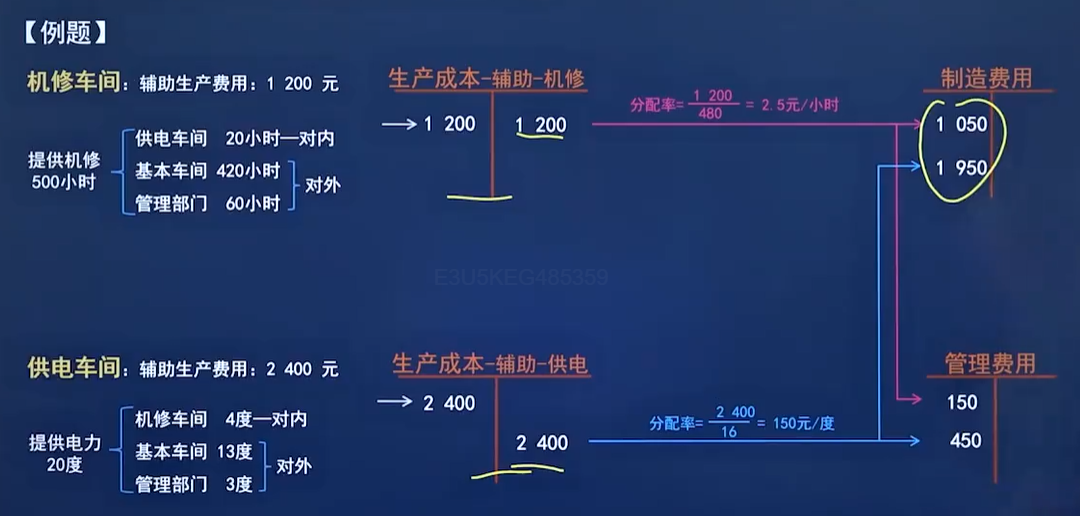 【例题】
机修车间：辅助生产费用：1 200 元
提供机修
500小时
供电车间 20小时—对内
基本车间 420小时
管理部门 60小时
对外
生产成本-辅助-机修
1 200
1 200
分配率=1 200/480=2.5元/小时
制造费用
1 050
1 950
E3U5KEG485359
供电车间：辅助生产费用：2 400 元
提供电力
20度
机修车间 4度—对内
基本车间 13度
管理部门 3度
对外
生产成本-辅助-供电
2 400
2 400
分配率=2 400/16=150元/度
管理费用
150
450